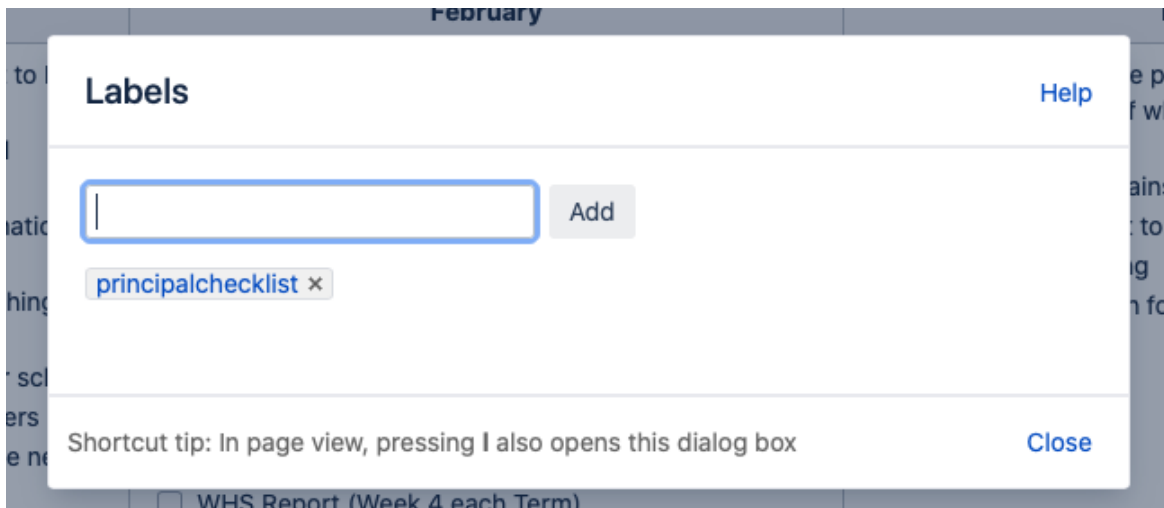 February
to
Labels
Help
Add
principalchecklist ×
Shortcut tip: In page view, pressing l also opens this dialog box
Close
WHS Report (Week 4 each Term)